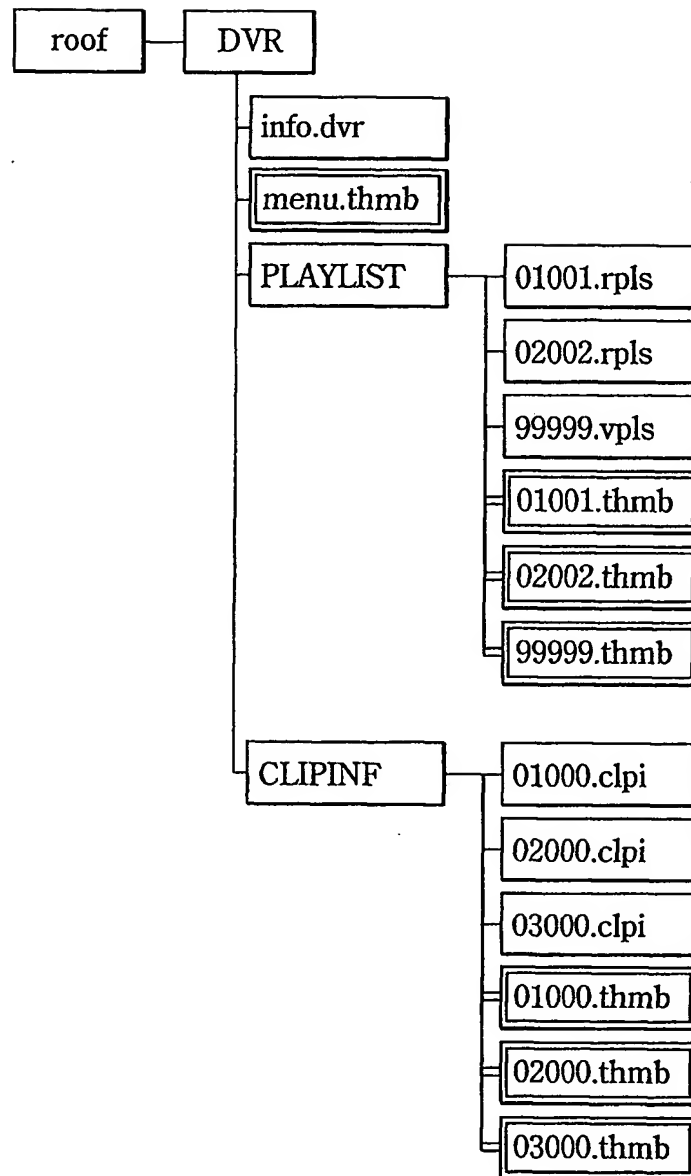 roof
DVR
info.dvr
menu.thmb
PLAYLIST
01001.rpls
02002.rpls
99999.vpls
01001.thmb
02002.thmb
99999.thmb
CLIPINF
01000.clpi
02000.clpi
03000.clpi
01000.thmb
02000.thmb
03000.thmb